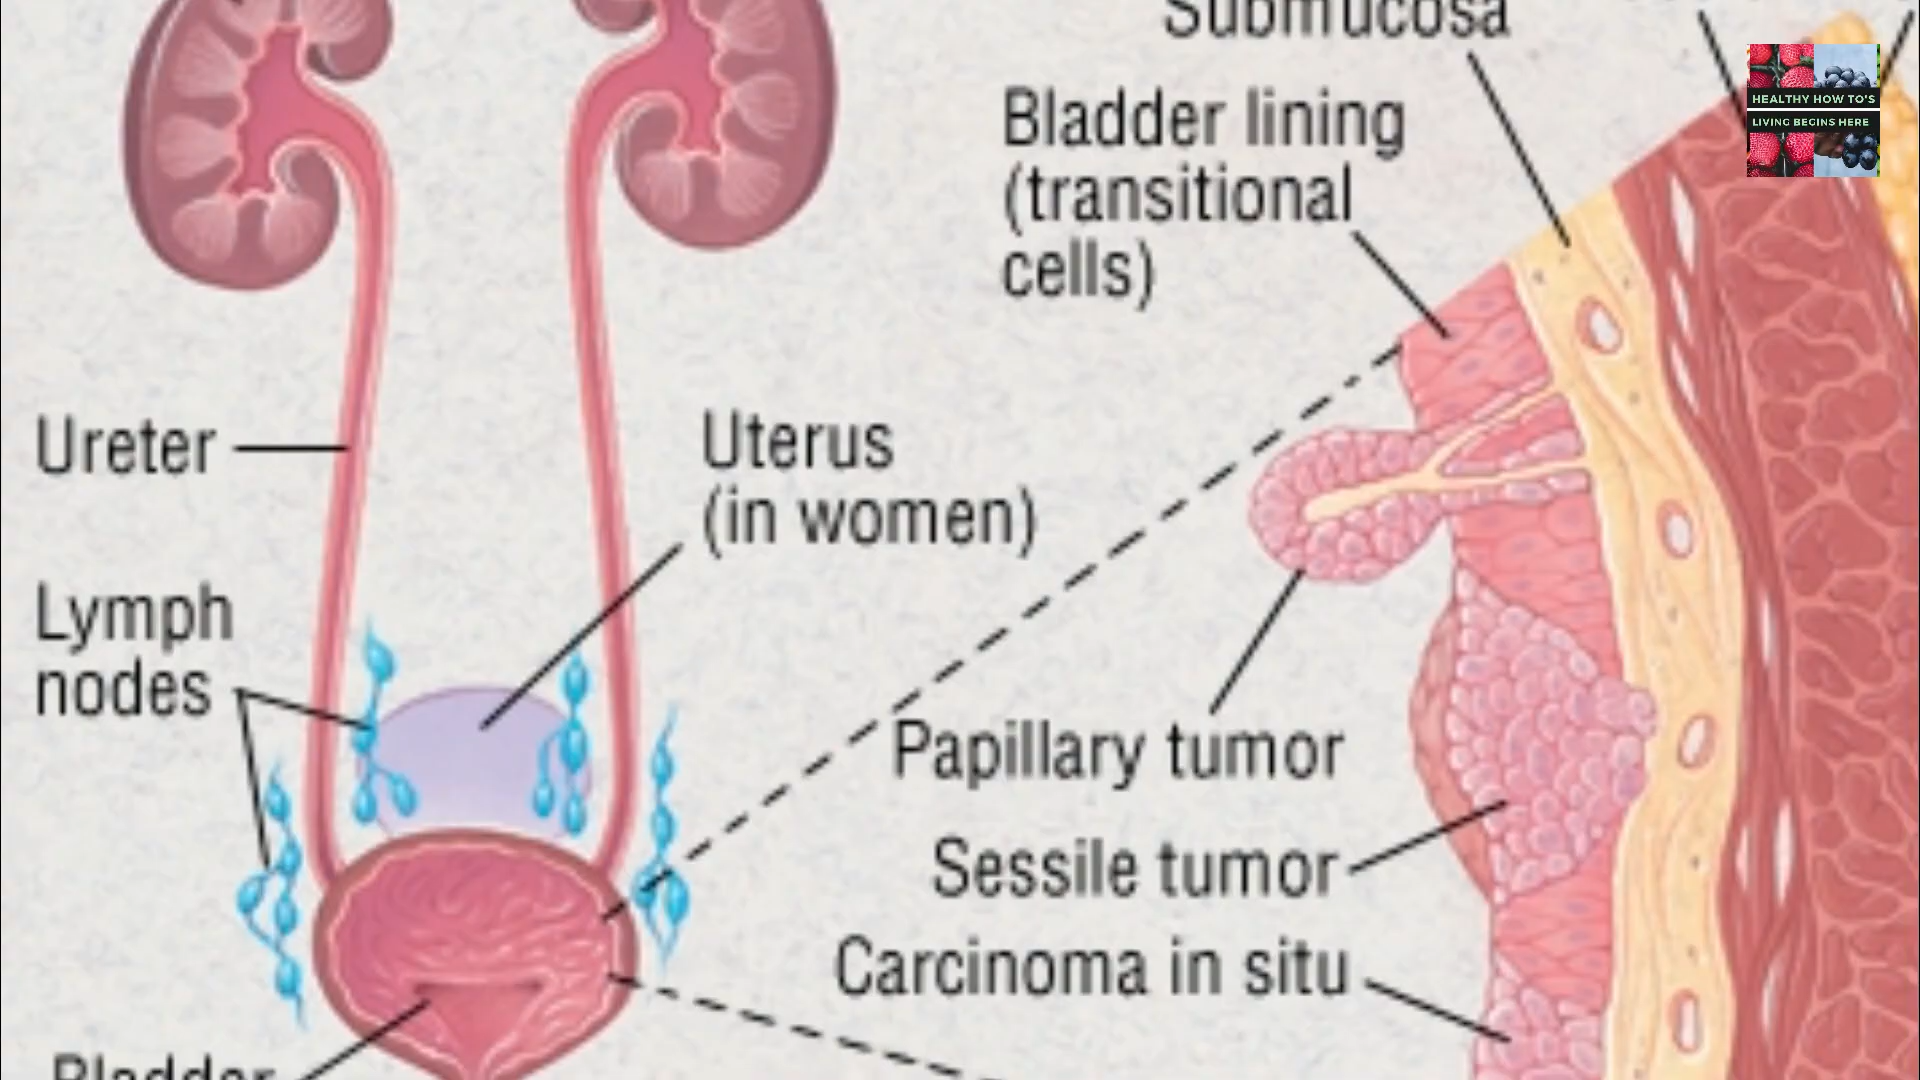 Submucosa
Bladder lining
(transitional
cells)
HEALTHY HOW TO'S
LIVING BEGINS HERE
Ureter
Uterus
(in women)
Lymph
nodes
Papillary tumor
Sessile tumor
Carcinoma in situ
Bladder